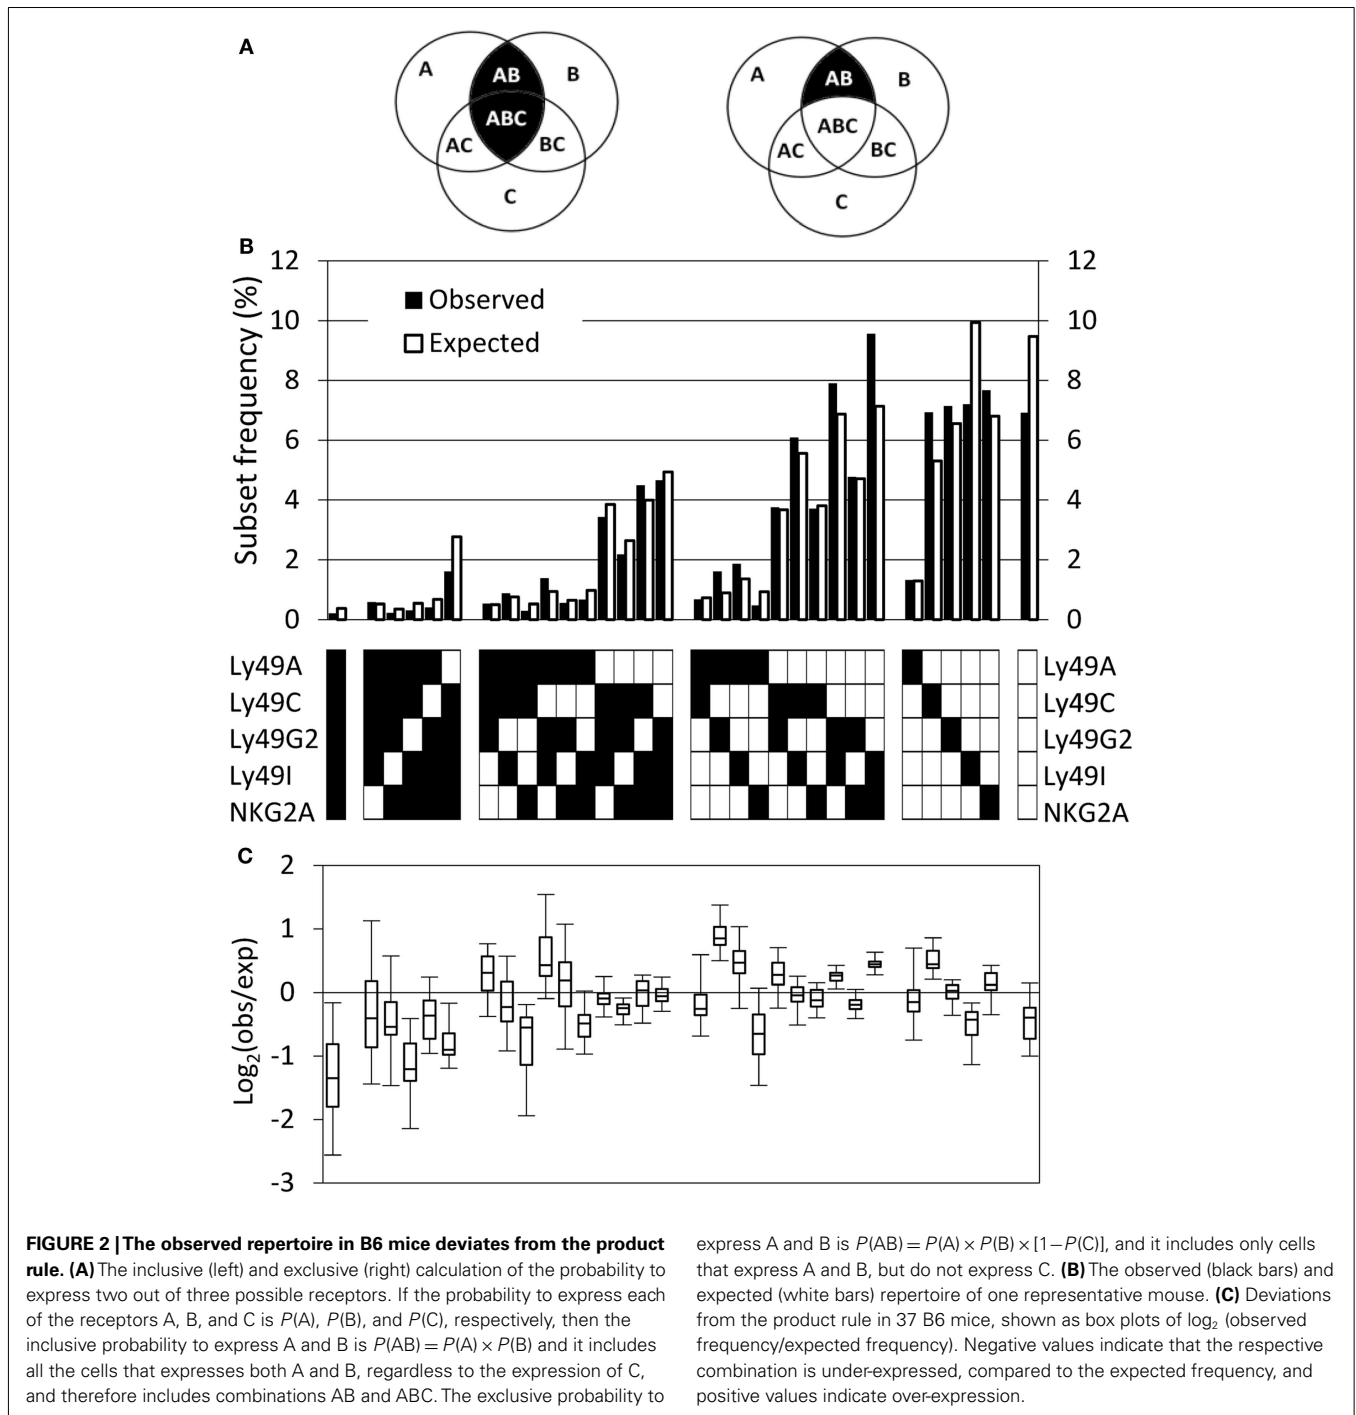 A
A AB B
ABC
AC BC
C
A AB B
ABC
AC BC
C
B
12 12
Observed
10 10
Expected
8 8
6 6
4 4
2 2
0 0
Subset frequency (%)
Ly49A Ly49A
Ly49C Ly49C
Ly49G2 Ly49G2
Ly49I Ly49I
NKG2A NKG2A
C
2
1
0
-1
-2
-3
Log₂(obs/exp)
FIGURE 2 | The observed repertoire in B6 mice deviates from the product
rule. (A) The inclusive (left) and exclusive (right) calculation of the probability to
express two out of three possible receptors. If the probability to express each
of the receptors A, B, and C is P(A), P(B), and P(C), respectively, then the
inclusive probability to express A and B is P(AB) = P(A) × P(B) and it includes
all the cells that expresses both A and B, regardless to the expression of C,
and therefore includes combinations AB and ABC. The exclusive probability to
express A and B is P(AB) = P(A) × P(B) × [1−P(C)], and it includes only cells
that express A and B, but do not express C. (B) The observed (black bars) and
expected (white bars) repertoire of one representative mouse. (C) Deviations
from the product rule in 37 B6 mice, shown as box plots of log₂ (observed
frequency/expected frequency). Negative values indicate that the respective
combination is under-expressed, compared to the expected frequency, and
positive values indicate over-expression.